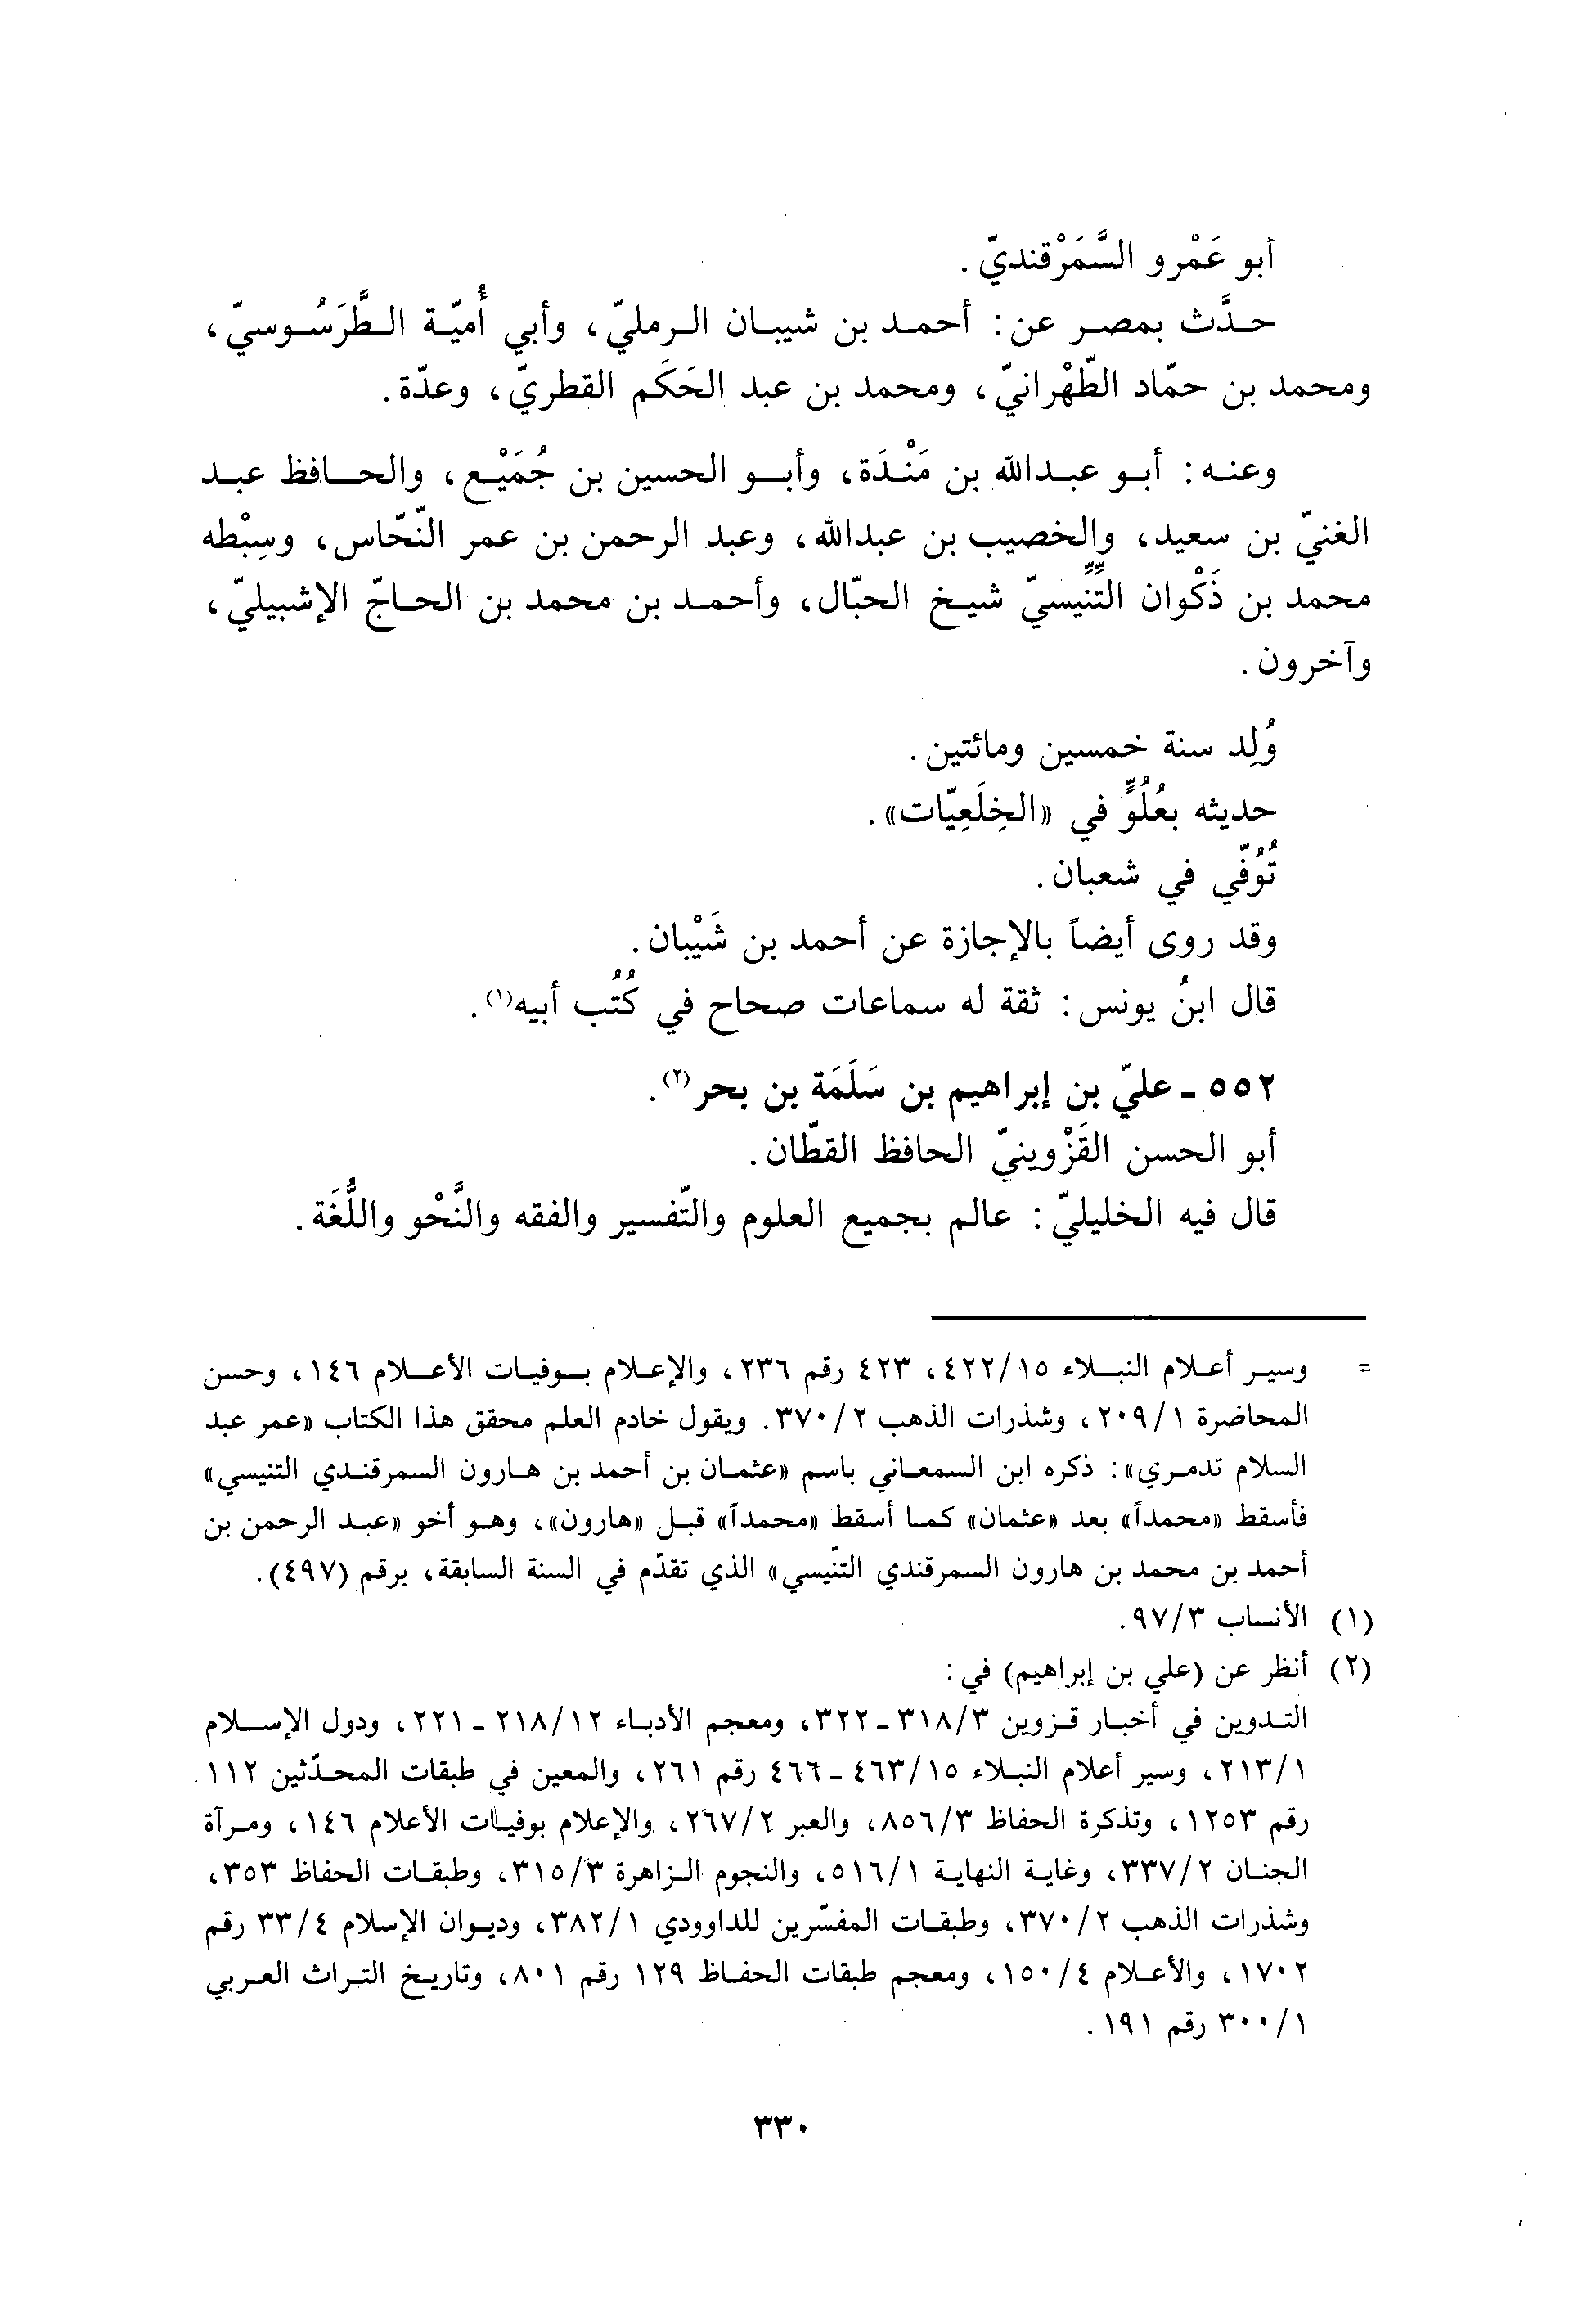 أبو عَمْرو السَّمَرْقنديّ.
حدَّث بمصر عن: أحمد بن شيبان الرمليّ، وأبي أُميّة الطَّرَسُوسيّ،
ومحمد بن حمّاد الطّهْرانيّ، ومحمد بن عبد الحَكَم القطريّ، وعدّة.
وعنه: أبو عبدالله بن مَنْدَة، وأبو الحسين بن جُمَيْع، والحافظ عبد
الغنيّ بن سعيد، والخصيب بن عبدالله، وعبد الرحمن بن عمر النّحّاس، وسِبْطه
محمد بن ذَكْوان التِّنِّيسيّ شيخ الحبّال، وأحمد بن محمد بن الحاجّ الإشبيليّ،
وآخرون.
وُلِد سنة خمسين ومائتين.
حديثه بعُلُوٍّ في «الخِلَعِيّات».
تُوُفّي في شعبان.
وقد روى أيضاً بالإجازة عن أحمد بن شَيْبان.
قال ابنُ يونس: ثقة له سماعات صحاح في كُتُب أبيه(١).
٥٥٢ - عليّ بن إبراهيم بن سَلَمَة بن بحر(٢).
أبو الحسن القَزْوينيّ الحافظ القطّان.
قال فيه الخليليّ: عالم بجميع العلوم والتّفسير والفقه والنَّحْو واللُّغَة.
= وسير أعلام النبلاء ٤٢٢/١٥، ٤٢٣ رقم ٢٣٦، والإعلام بوفيات الأعلام ١٤٦، وحسن
المحاضرة ٢٠٩/١، وشذرات الذهب ٣٧٠/٢. ويقول خادم العلم محقق هذا الكتاب «عمر عبد
السلام تدمري»: ذكره ابن السمعاني باسم «عثمان بن أحمد بن هارون السمرقندي التنيسي»
فأسقط «محمداً» بعد «عثمان» كما أسقط «محمداً» قبل «هارون»، وهو أخو «عبد الرحمن بن
أحمد بن محمد بن هارون السمرقندي التنّيسي» الذي تقدّم في السنة السابقة، برقم (٤٩٧).
(١) الأنساب ٩٧/٣.
(٢) أنظر عن (علي بن إبراهيم) في:
التدوين في أخبار قزوين ٣١٨/٣ - ٣٢٢، ومعجم الأدباء ٢١٨/١٢ - ٢٢١، ودول الإسلام
٢١٣/١، وسير أعلام النبلاء ٤٦٣/١٥ - ٤٦٦ رقم ٢٦١، والمعين في طبقات المحدّثين ١١٢
رقم ١٢٥٣، وتذكرة الحفاظ ٨٥٦/٣، والعبر ٢٦٧/٢، والإعلام بوفيات الأعلام ١٤٦، ومرآة
الجنان ٣٣٧/٢، وغاية النهاية ٥١٦/١، والنجوم الزاهرة ٣١٥/٣، وطبقات الحفاظ ٣٥٣،
وشذرات الذهب ٣٧٠/٢، وطبقات المفسّرين للداوودي ٣٨٢/١، وديوان الإسلام ٣٣/٤ رقم
١٧٠٢، والأعلام ١٥٠/٤، ومعجم طبقات الحفاظ ١٢٩ رقم ٨٠١، وتاريخ التراث العربي
٣٠٠/١ رقم ١٩١.
٣٣٠